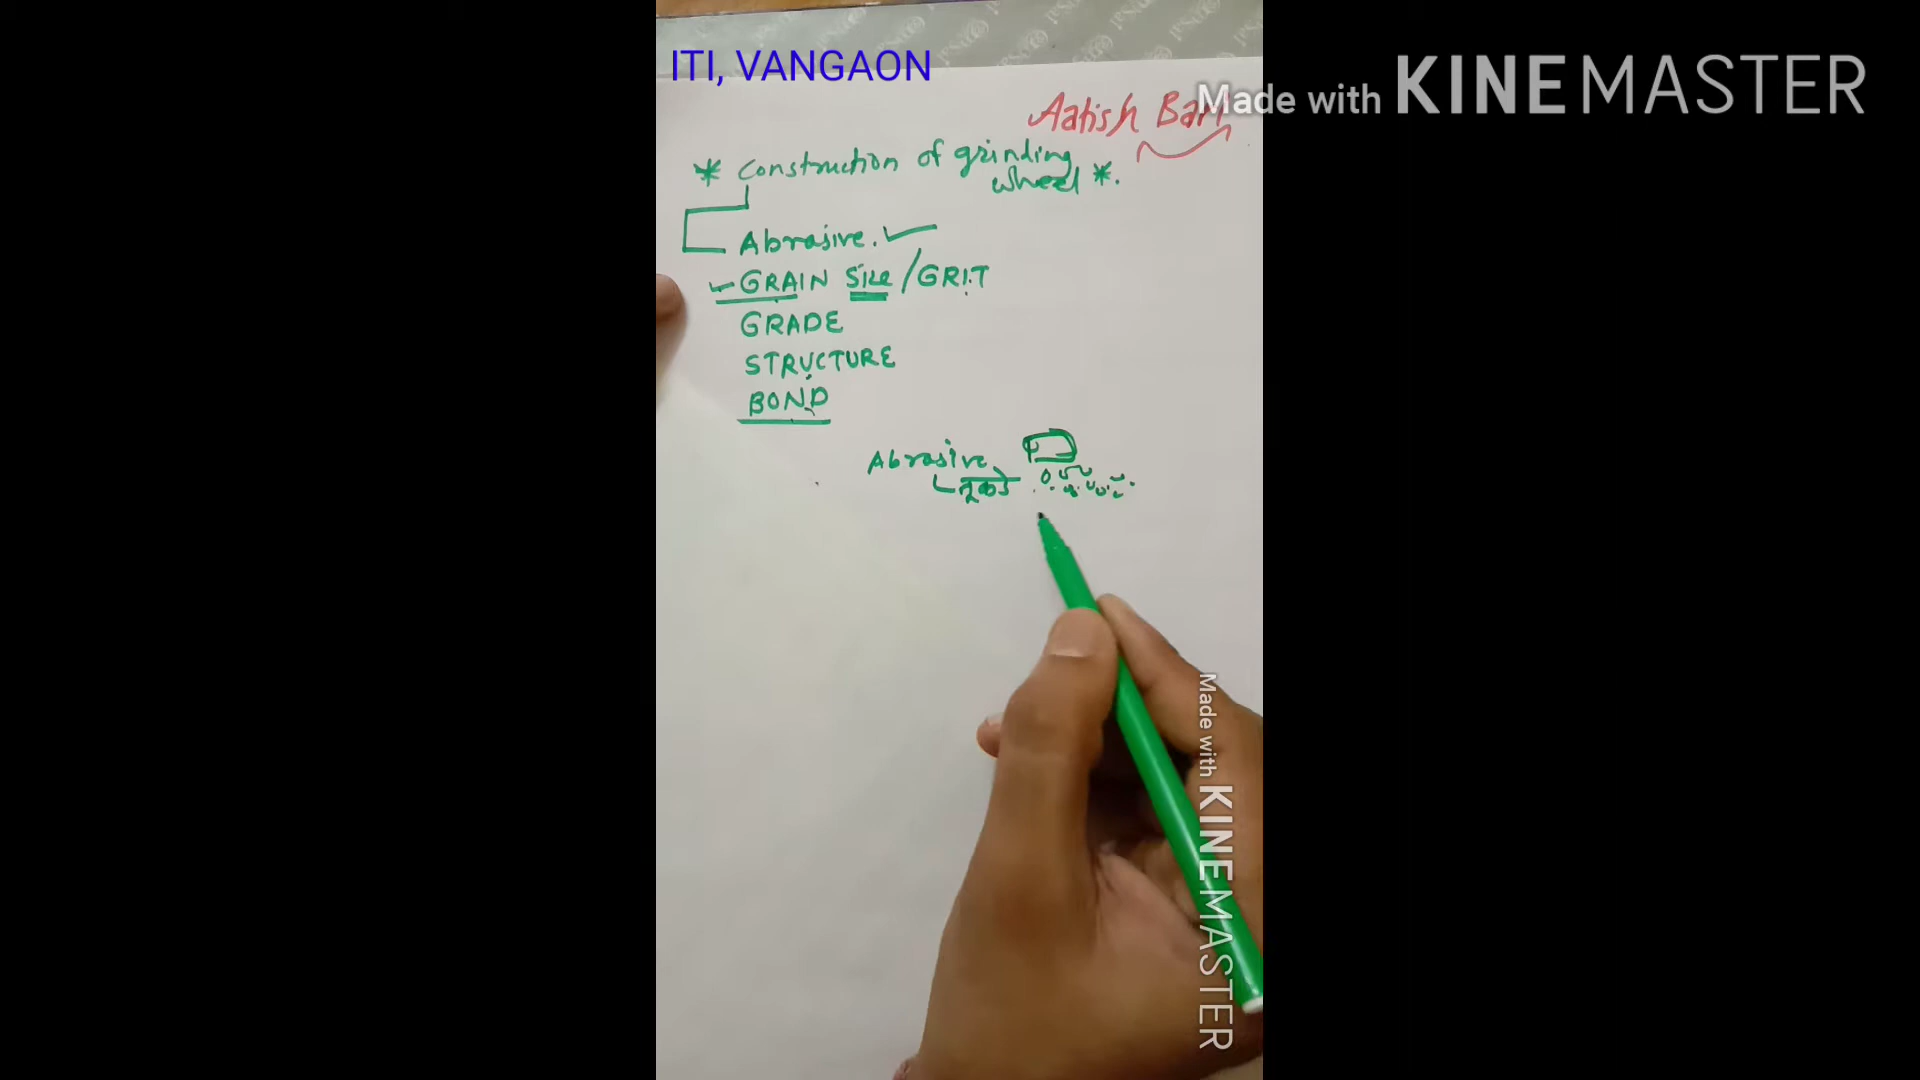 ITI, VANGAON
Made with KINEMASTER
Aatish Bari
* Construction of grinding
wheel *.
Abrasive.
GRAIN Size / GRIT
GRADE
STRUCTURE
BOND
Abrasive
Made with KINEMASTER